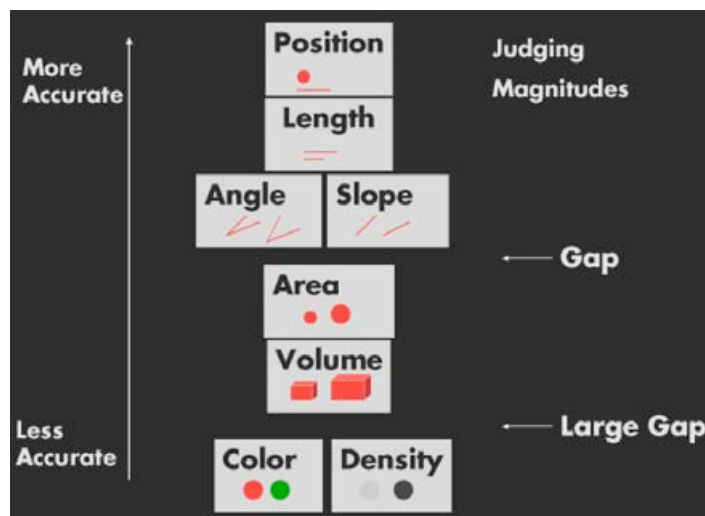 Position
Judging
Magnitudes
More
Accurate
Length
Angle
Slope
Gap
Area
Volume
Less
Accurate
Large Gap
Color
Density